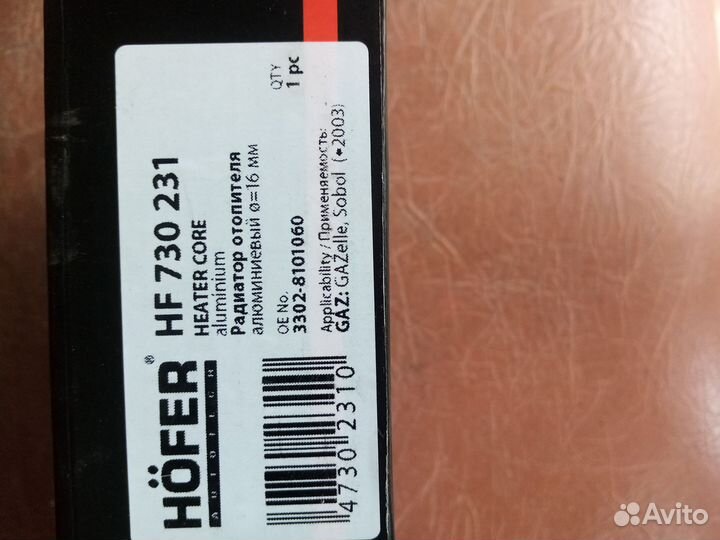 HÖFER®
AUTOTEILE
HF 730 231
HEATER CORE
aluminium
Радиатор отопителя
алюминиевый ø=16 мм
QTY
1 pc
OE No.
3302-8101060
Applicability / Применяемость:
GAZ: GAZelle, Sobol (•2003)
4730 2310
Avito